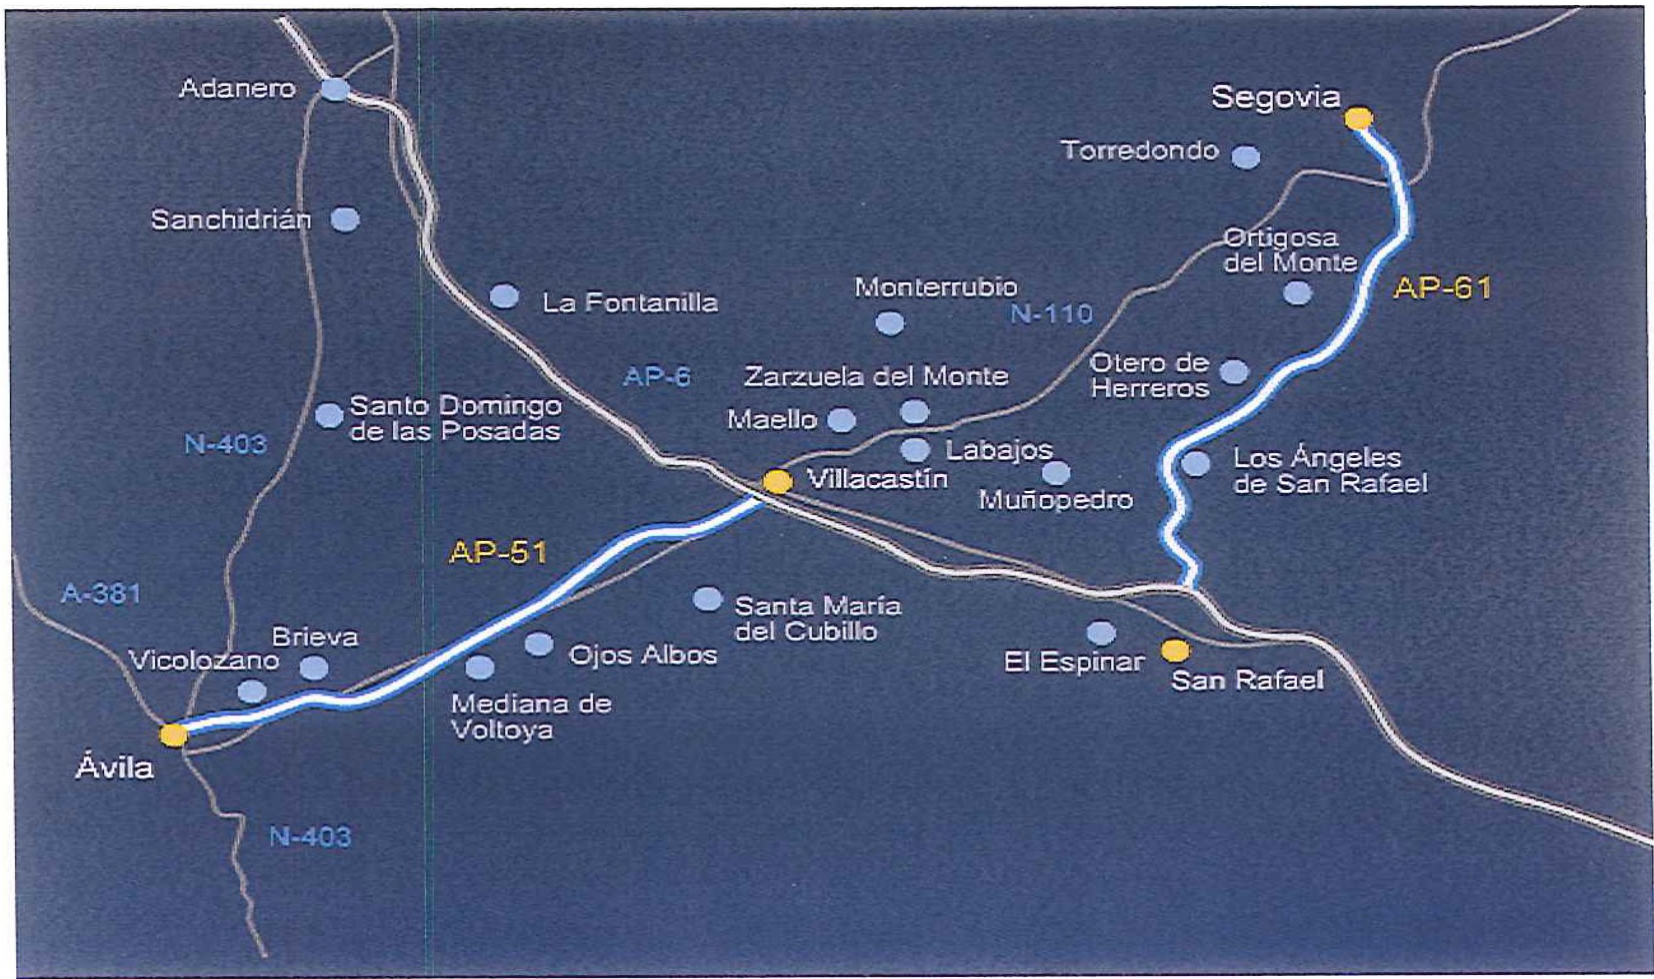 Adanero
Segovia
Torredondo
Sanchidrián
Ortigosa
del Monte
AP-61
Monterrubio
La Fontanilla
N-110
Otero de
Herreros
AP-6
Zarzuela del Monte
Santo Domingo
de las Posadas
Maello
N-403
Labajos
Los Ángeles
de San Rafael
Villacastín
Muñopedro
AP-51
A-381
Santa María
del Cubillo
Brieva
Vicolozano
Ojos Albos
El Espinar
San Rafael
Mediana de
Voltoya
Ávila
N-403